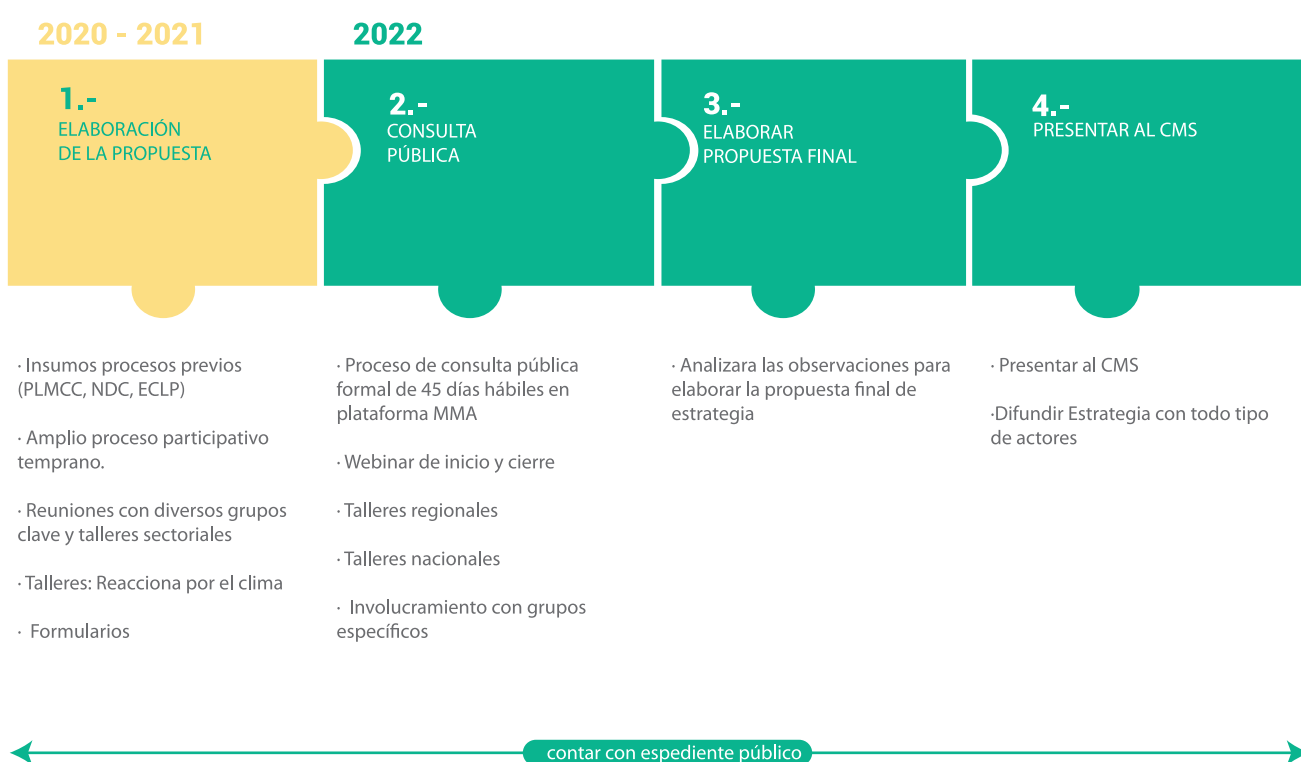 2020 - 2021
2022
1.-
ELABORACIÓN
DE LA PROPUESTA
2.-
CONSULTA
PÚBLICA
3.-
ELABORAR
PROPUESTA FINAL
4.-
PRESENTAR AL CMS
· Insumos procesos previos
(PLMCC, NDC, ECLP)
· Amplio proceso participativo
temprano.
· Reuniones con diversos grupos
clave y talleres sectoriales
· Talleres: Reacciona por el clima
· Formularios
· Proceso de consulta pública
formal de 45 días hábiles en
plataforma MMA
· Webinar de inicio y cierre
· Talleres regionales
· Talleres nacionales
· Involucramiento con grupos
específicos
· Analizara las observaciones para
elaborar la propuesta final de
estrategia
· Presentar al CMS
·Difundir Estrategia con todo tipo
de actores
contar con espediente público